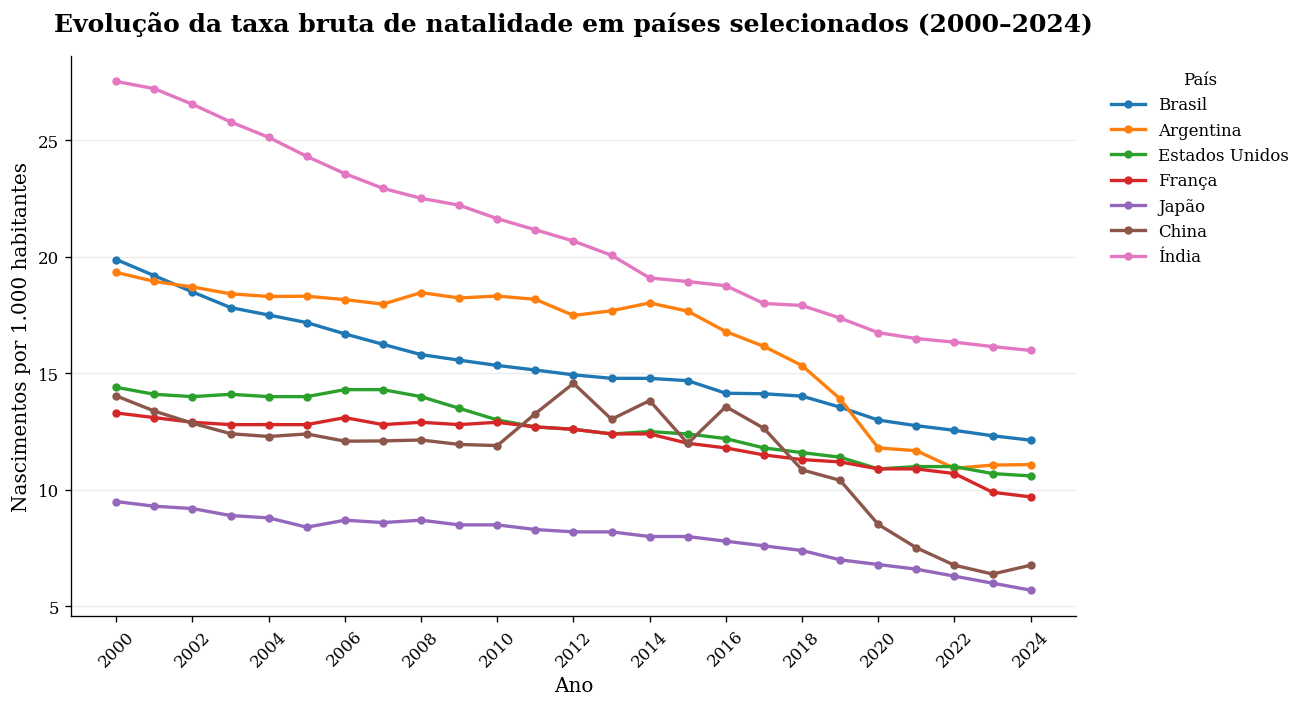 Evolução da taxa bruta de natalidade em países selecionados (2000–2024)
Nascimentos por 1.000 habitantes
25
20
15
10
5
2000
2002
2004
2006
2008
2010
2012
2014
2016
2018
2020
2022
2024
Ano
País
Brasil
Argentina
Estados Unidos
França
Japão
China
Índia